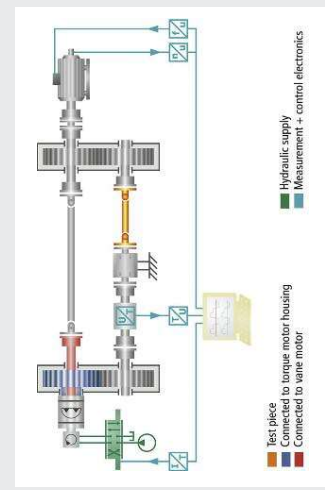 f
u
n
u
T
U
T
U
I
T
Test piece
Connected to torque motor housing
Connected to vane motor
Hydraulic supply
Measurement + control electronics